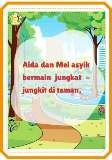 Aida dan Mei asyik
bermain jungkat -
jungkit di taman.